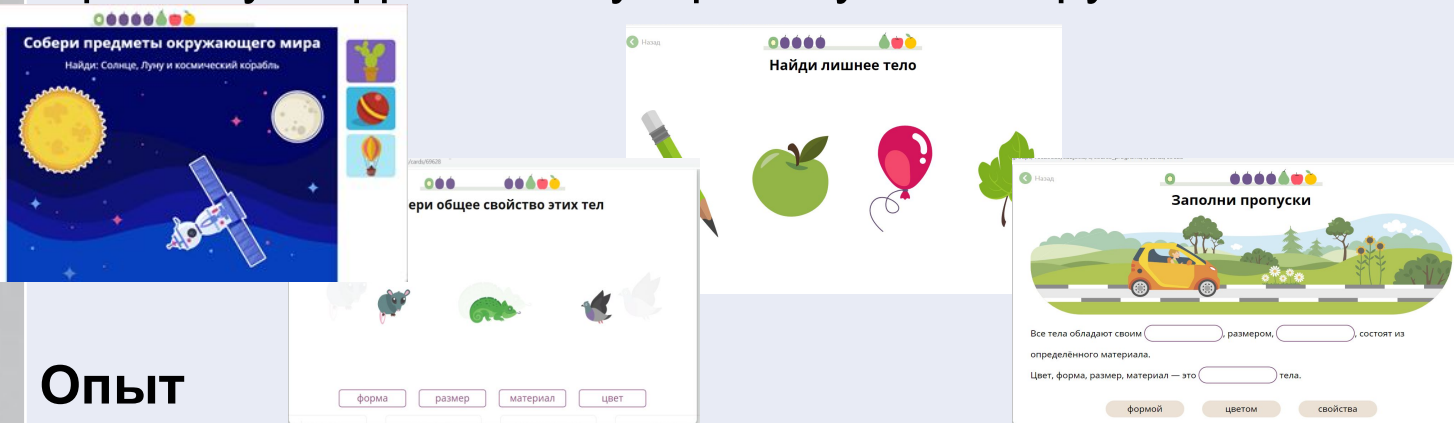 Собери предметы окружающего мира
Найди: Солнце, Луну и космический корабль
Назад
Найди лишнее тело
/cards/69628
ери общее свойство этих тел
форма
размер
материал
цвет
Назад
Заполни пропуски
Все тела обладают своим , размером, , состоят из
определённого материала.
Цвет, форма, размер, материал — это тела.
формой
цветом
свойства
Опыт